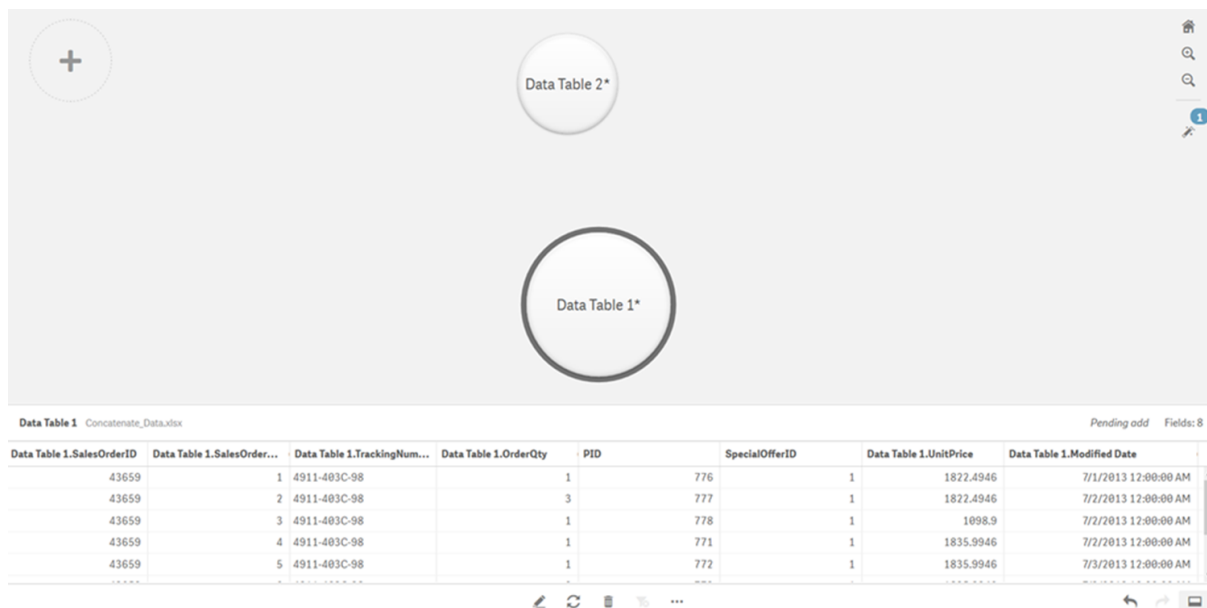 +
1
Data Table 2*
Data Table 1*
Data Table 1 Concatenate_Data.xlsx Pending add Fields: 8
Data Table 1.SalesOrderID Data Table 1.SalesOrder... Data Table 1.TrackingNum... Data Table 1.OrderQty PID SpecialOfferID Data Table 1.UnitPrice Data Table 1.Modified Date
43659 1 4911-403C-98 1 776 1 1822.4946 7/1/2013 12:00:00 AM
43659 2 4911-403C-98 3 777 1 1822.4946 7/2/2013 12:00:00 AM
43659 3 4911-403C-98 1 778 1 1098.9 7/2/2013 12:00:00 AM
43659 4 4911-403C-98 1 771 1 1835.9946 7/2/2013 12:00:00 AM
43659 5 4911-403C-98 1 772 1 1835.9946 7/3/2013 12:00:00 AM